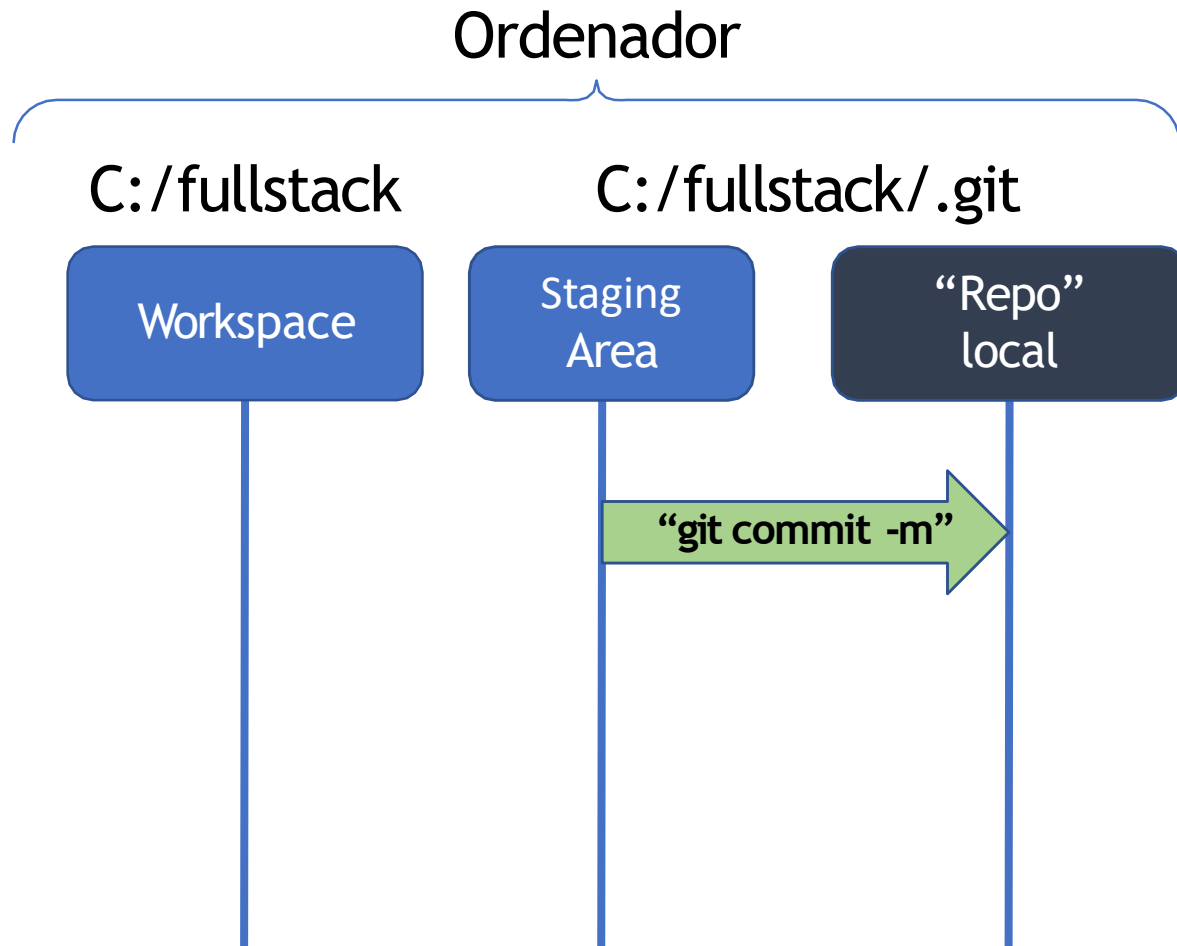 Ordenador
C:/fullstack
C:/fullstack/.git
Workspace
Staging
Area
“Repo”
local
“git commit -m”